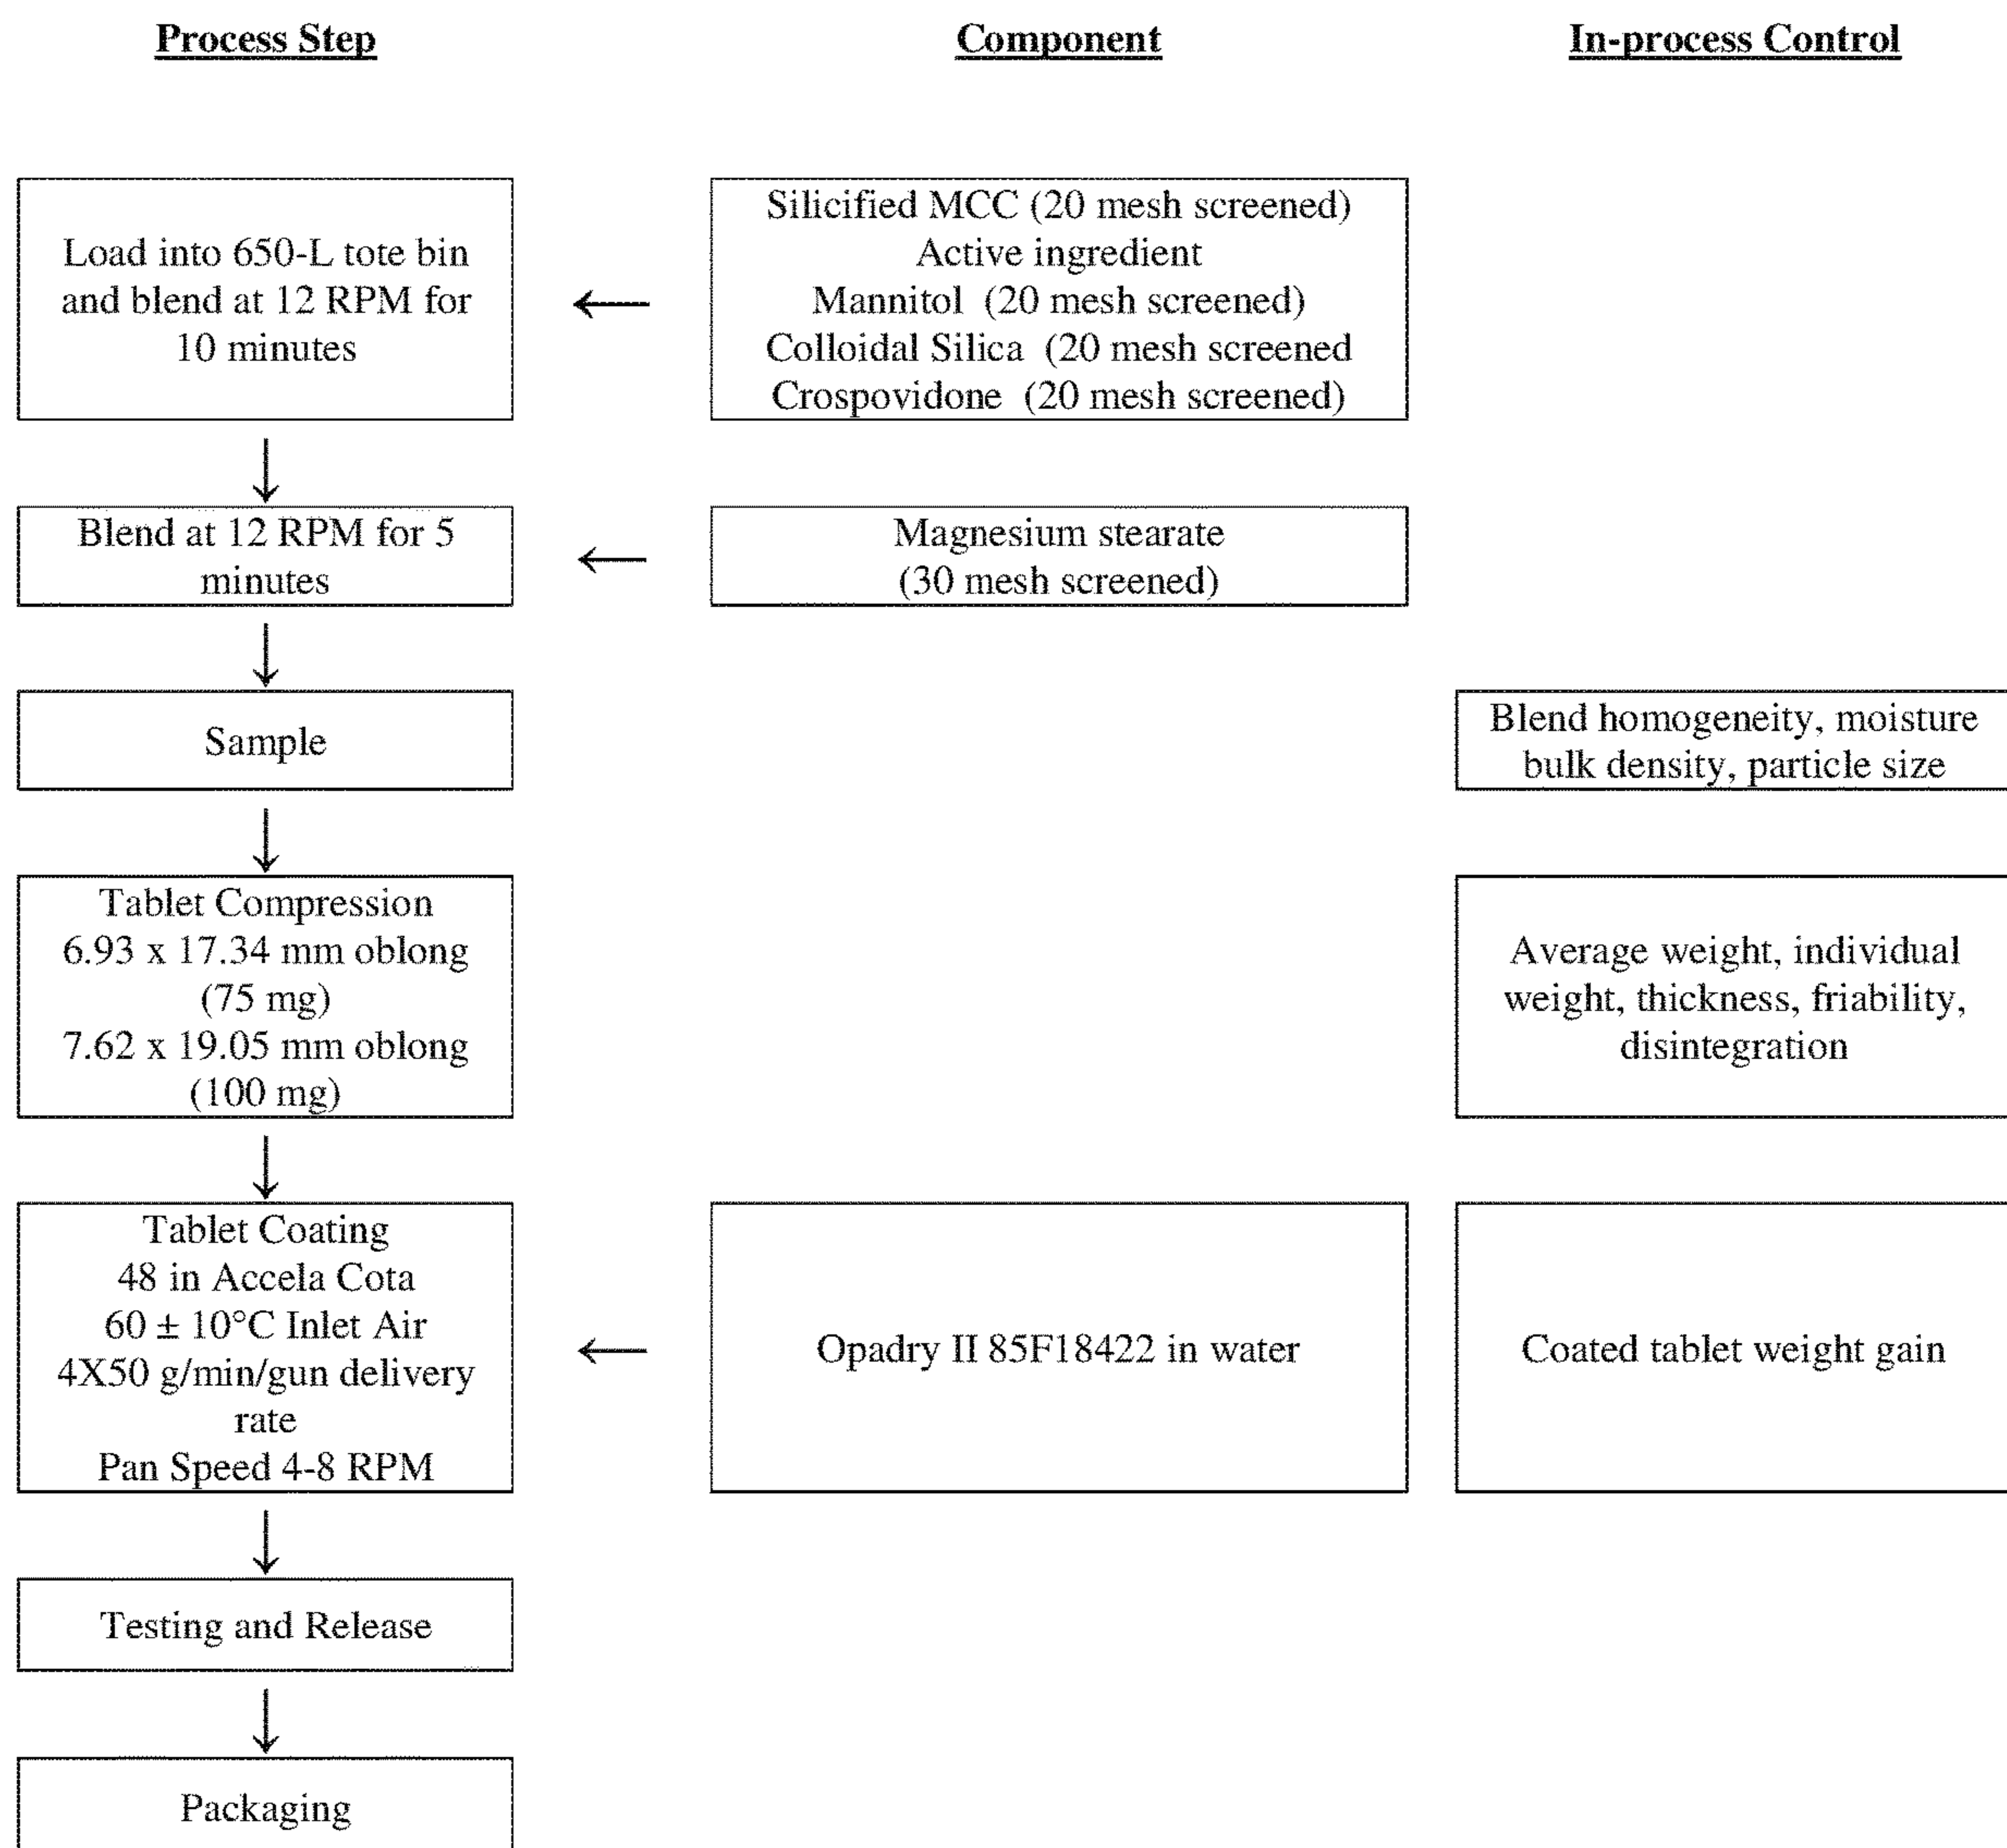 Process Step
Component
In-process Control
Load into 650-L tote bin
and blend at 12 RPM for
10 minutes
Silicified MCC (20 mesh screened)
Active ingredient
Mannitol (20 mesh screened)
Colloidal Silica (20 mesh screened
Crospovidone (20 mesh screened)
Blend at 12 RPM for 5
minutes
Magnesium stearate
(30 mesh screened)
Sample
Blend homogeneity, moisture
bulk density, particle size
Tablet Compression
6.93 x 17.34 mm oblong
(75 mg)
7.62 x 19.05 mm oblong
(100 mg)
Average weight, individual
weight, thickness, friability,
disintegration
Tablet Coating
48 in Accela Cota
60 ± 10°C Inlet Air
4X50 g/min/gun delivery
rate
Pan Speed 4-8 RPM
Opadry II 85F18422 in water
Coated tablet weight gain
Testing and Release
Packaging